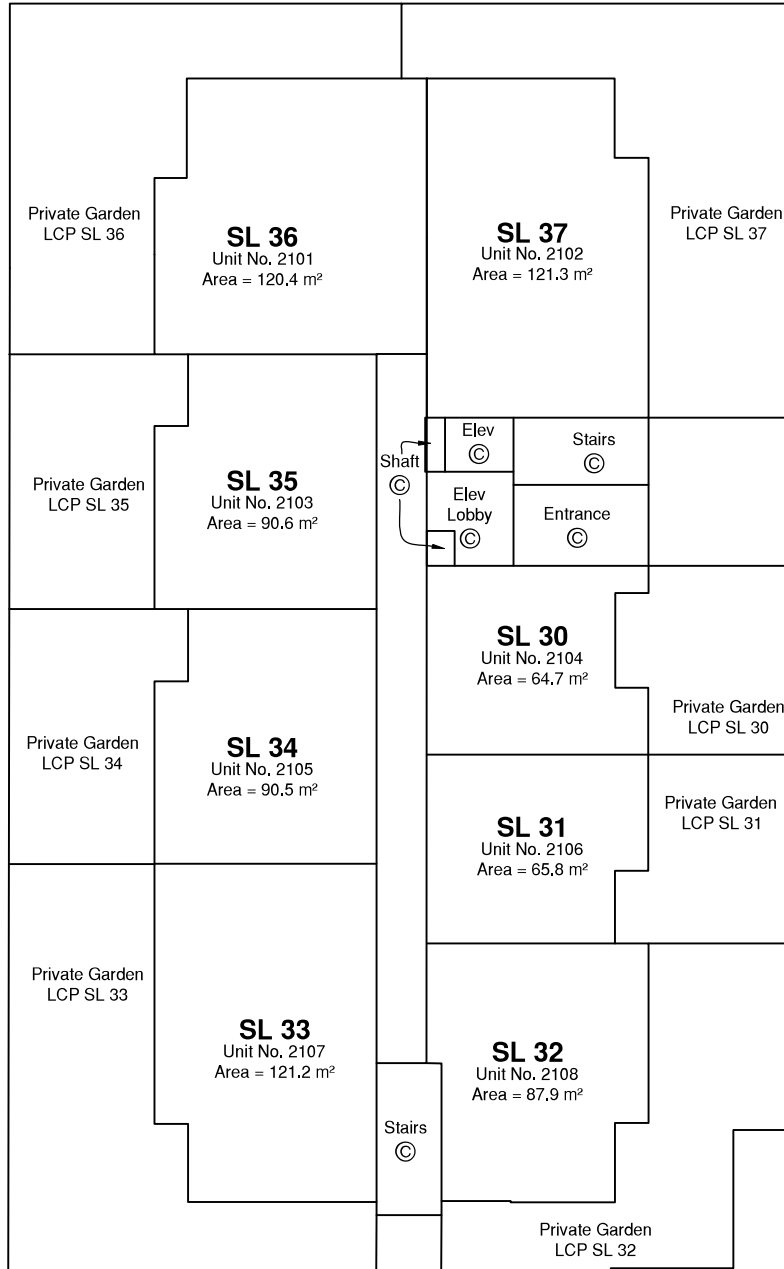 Private Garden
LCP SL 36
SL 36
Unit No. 2101
Area = 120.4 m²
SL 37
Unit No. 2102
Area = 121.3 m²
Private Garden
LCP SL 37
Private Garden
LCP SL 35
SL 35
Unit No. 2103
Area = 90.6 m²
Shaft
©
Elev
©
Stairs
©
Elev
Lobby
©
Entrance
©
SL 30
Unit No. 2104
Area = 64.7 m²
Private Garden
LCP SL 30
Private Garden
LCP SL 34
SL 34
Unit No. 2105
Area = 90.5 m²
SL 31
Unit No. 2106
Area = 65.8 m²
Private Garden
LCP SL 31
Private Garden
LCP SL 33
SL 33
Unit No. 2107
Area = 121.2 m²
SL 32
Unit No. 2108
Area = 87.9 m²
Stairs
©
Private Garden
LCP SL 32